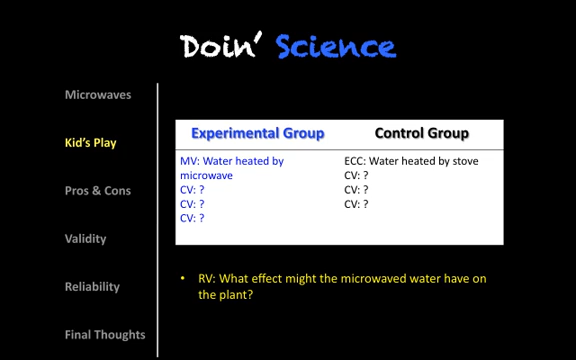 Doin' Science
Microwaves
Kid's Play
Pros & Cons
Validity
Reliability
Final Thoughts
Experimental Group
MV: Water heated by
microwave
CV: ?
CV: ?
CV: ?
Control Group
ECC: Water heated by stove
CV: ?
CV: ?
CV: ?
• RV: What effect might the microwaved water have on
the plant?